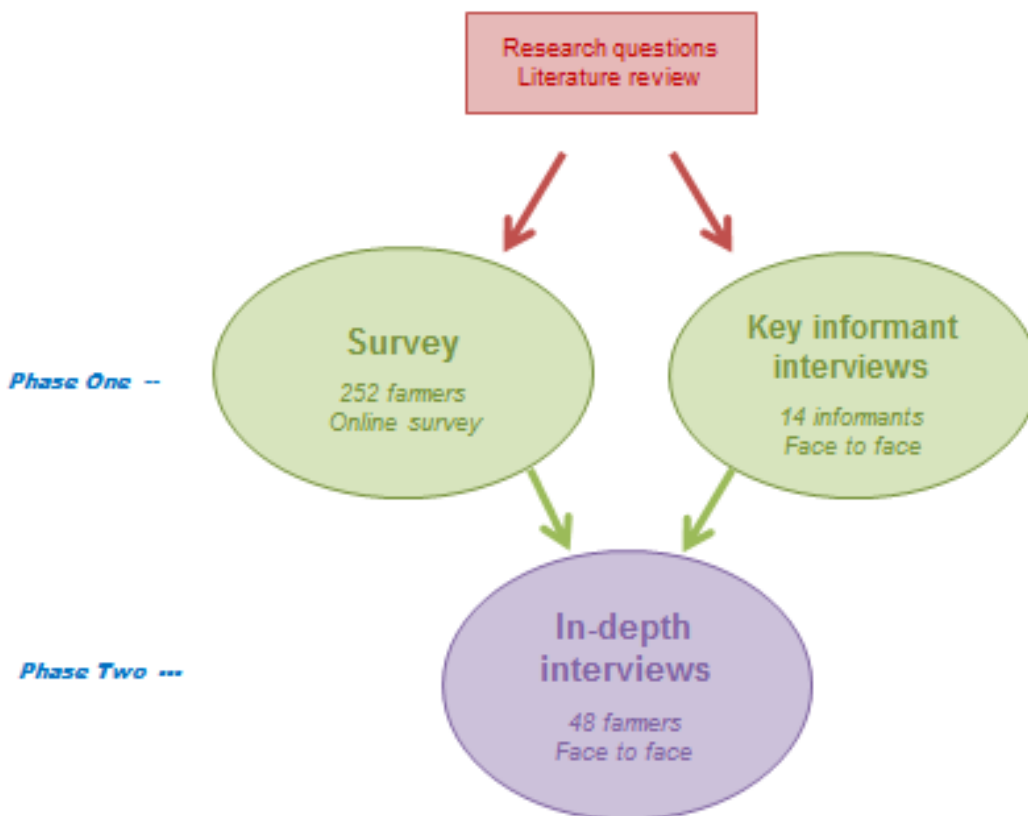 Research questions
Literature review
Phase One --
Survey
252 farmers
Online survey
Key informant
interviews
14 informants
Face to face
Phase Two ---
In-depth
interviews
48 farmers
Face to face